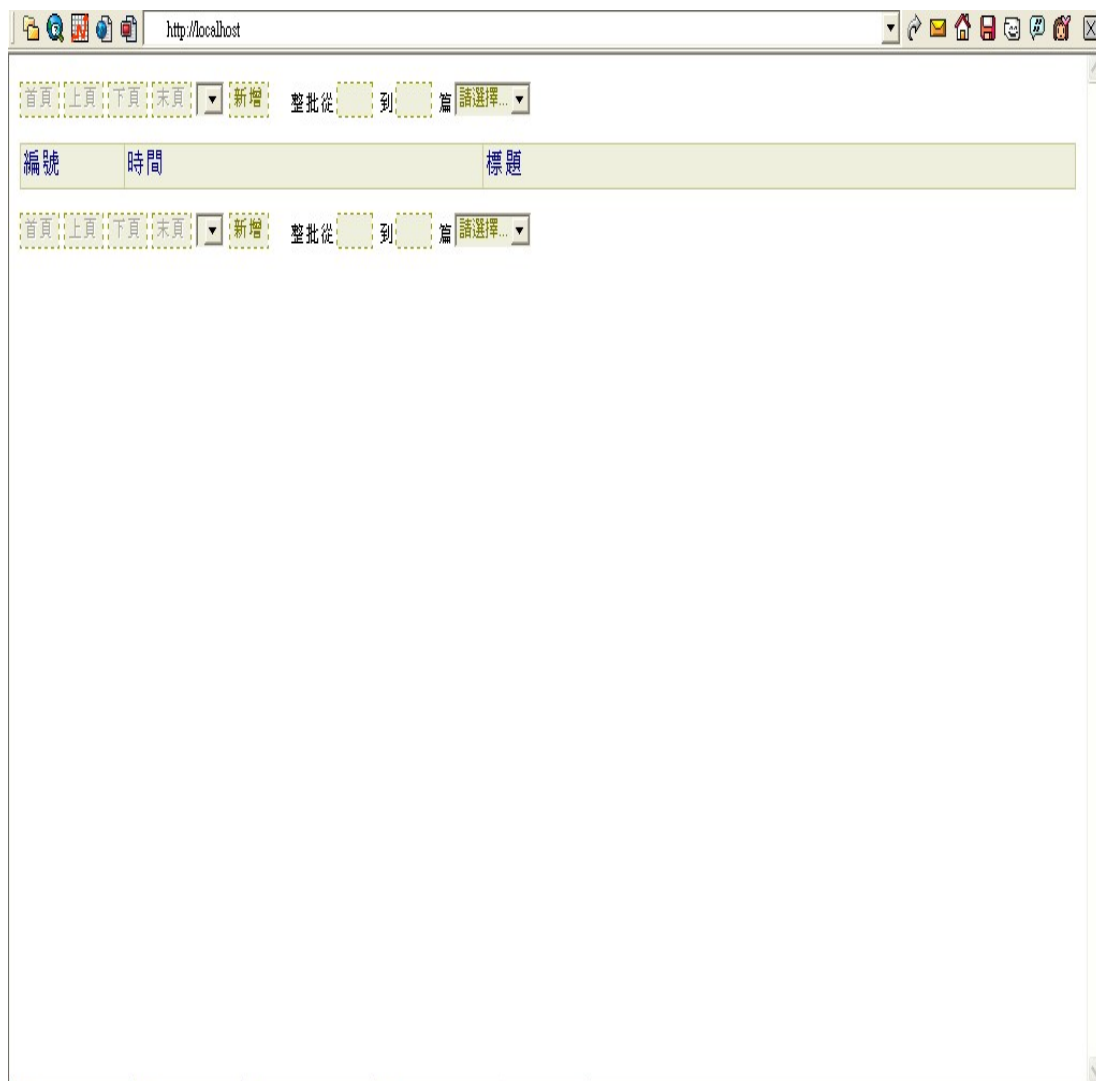 http://localhost
首頁 上頁 下頁 末頁 新增 整批從 到 篇 請選擇...
編號 時間 標題
首頁 上頁 下頁 末頁 新增 整批從 到 篇 請選擇...